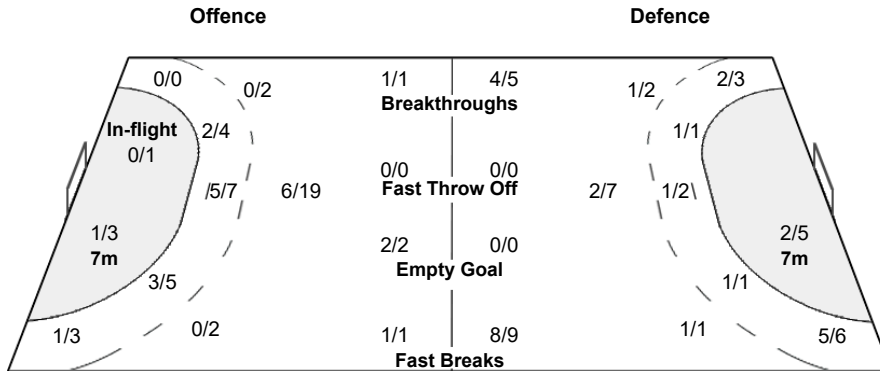 Offence Defence
0/0 0/2 1/1 4/5 1/2 2/3
Breakthroughs
In-flight 2/4 1/1
0/1
0/0 0/0
5/7 6/19 Fast Throw Off 2/7 1/2
1/3 2/2 0/0 2/5
7m 7m
Empty Goal
3/5 1/1
1/3 0/2 1/1 8/9 1/1 5/6
Fast Breaks